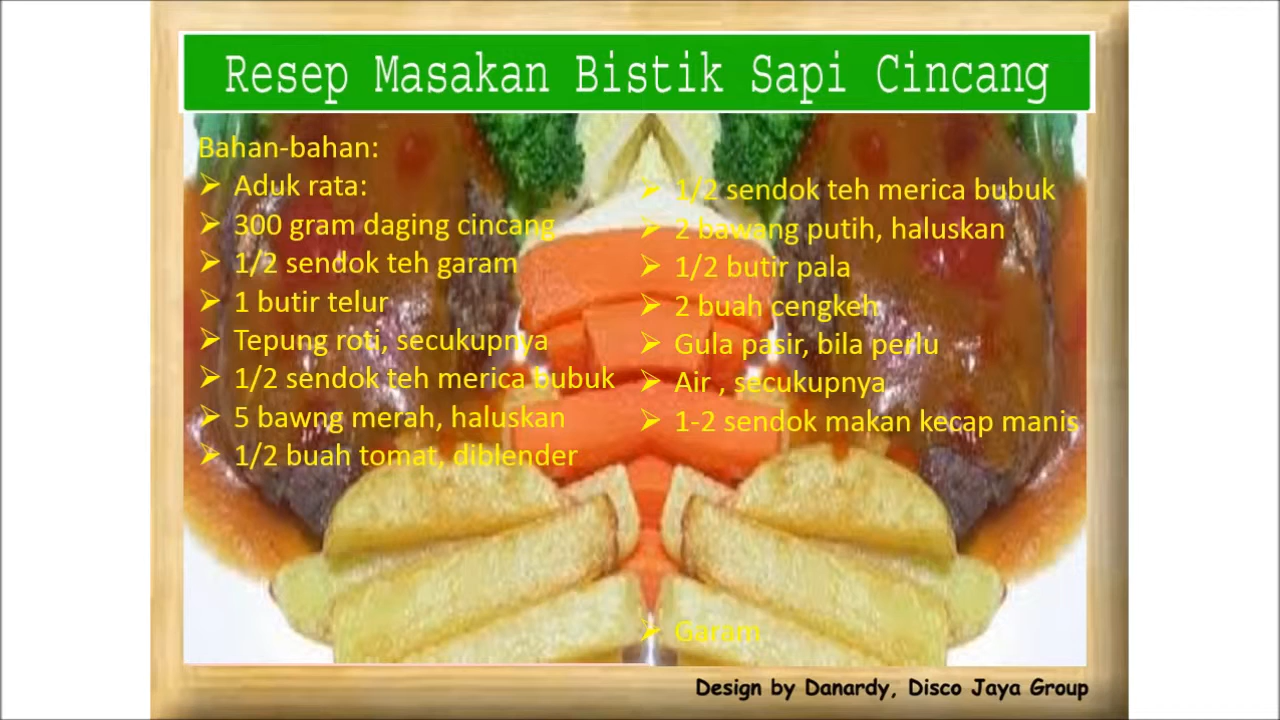 Resep Masakan Bistik Sapi Cincang
Bahan-bahan:
Aduk rata:
300 gram daging cincang
1/2 sendok teh garam
1 butir telur
Tepung roti, secukupnya
1/2 sendok teh merica bubuk
5 bawng merah, haluskan
1/2 buah tomat, diblender
1/2 sendok teh merica bubuk
2 bawang putih, haluskan
1/2 butir pala
2 buah cengkeh
Gula pasir, bila perlu
Air , secukupnya
1-2 sendok makan kecap manis
Garam
Design by Danardy, Disco Jaya Group